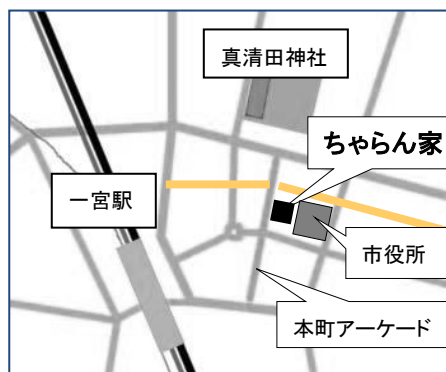 真清田神社
ちゃらん家
一宮駅
市役所
本町アーケード